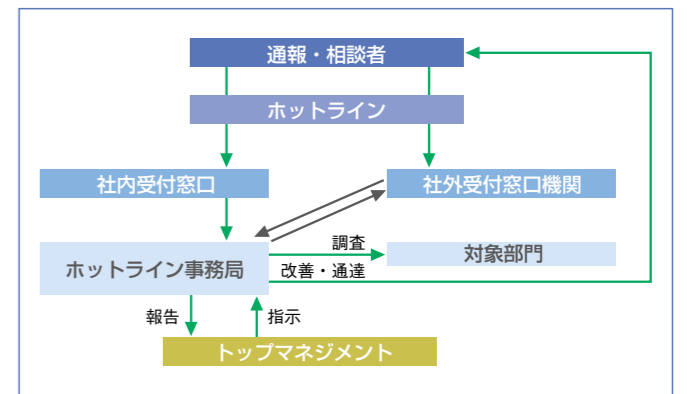 通報・相談者
ホットライン
社内受付窓口
社外受付窓口機関
ホットライン事務局
調査
対象部門
改善・通達
報告
指示
トップマネジメント